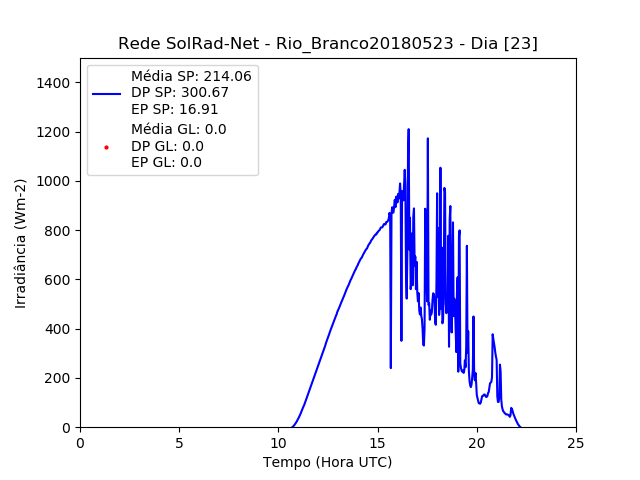 Rede SolRad-Net - Rio_Branco20180523 - Dia [23]
Média SP: 214.06
DP SP: 300.67
EP SP: 16.91
Média GL: 0.0
DP GL: 0.0
EP GL: 0.0
1400
1200
1000
800
600
400
200
0
Irradiância (Wm-2)
0 5 10 15 20 25
Tempo (Hora UTC)